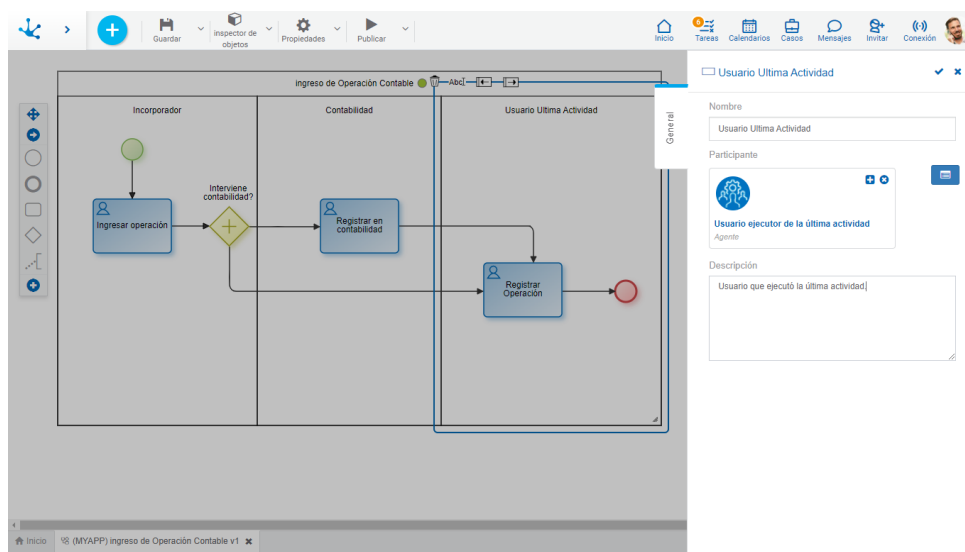 Guardar
inspector de
objetos
Propiedades
Publicar
Inicio
6
Tareas
Calendarios
Casos
Mensajes
Invitar
Conexión
ingreso de Operación Contable
Abc
Incorporador
Contabilidad
Usuario Ultima Actividad
Interviene
contabilidad?
Ingresar operación
Registrar en
contabilidad
Registrar
Operación
General
Usuario Ultima Actividad
Nombre
Usuario Ultima Actividad
Participante
Usuario ejecutor de la última actividad
Agente
Descripción
Usuario que ejecutó la última actividad.
Inicio
(MYAPP) ingreso de Operación Contable v1